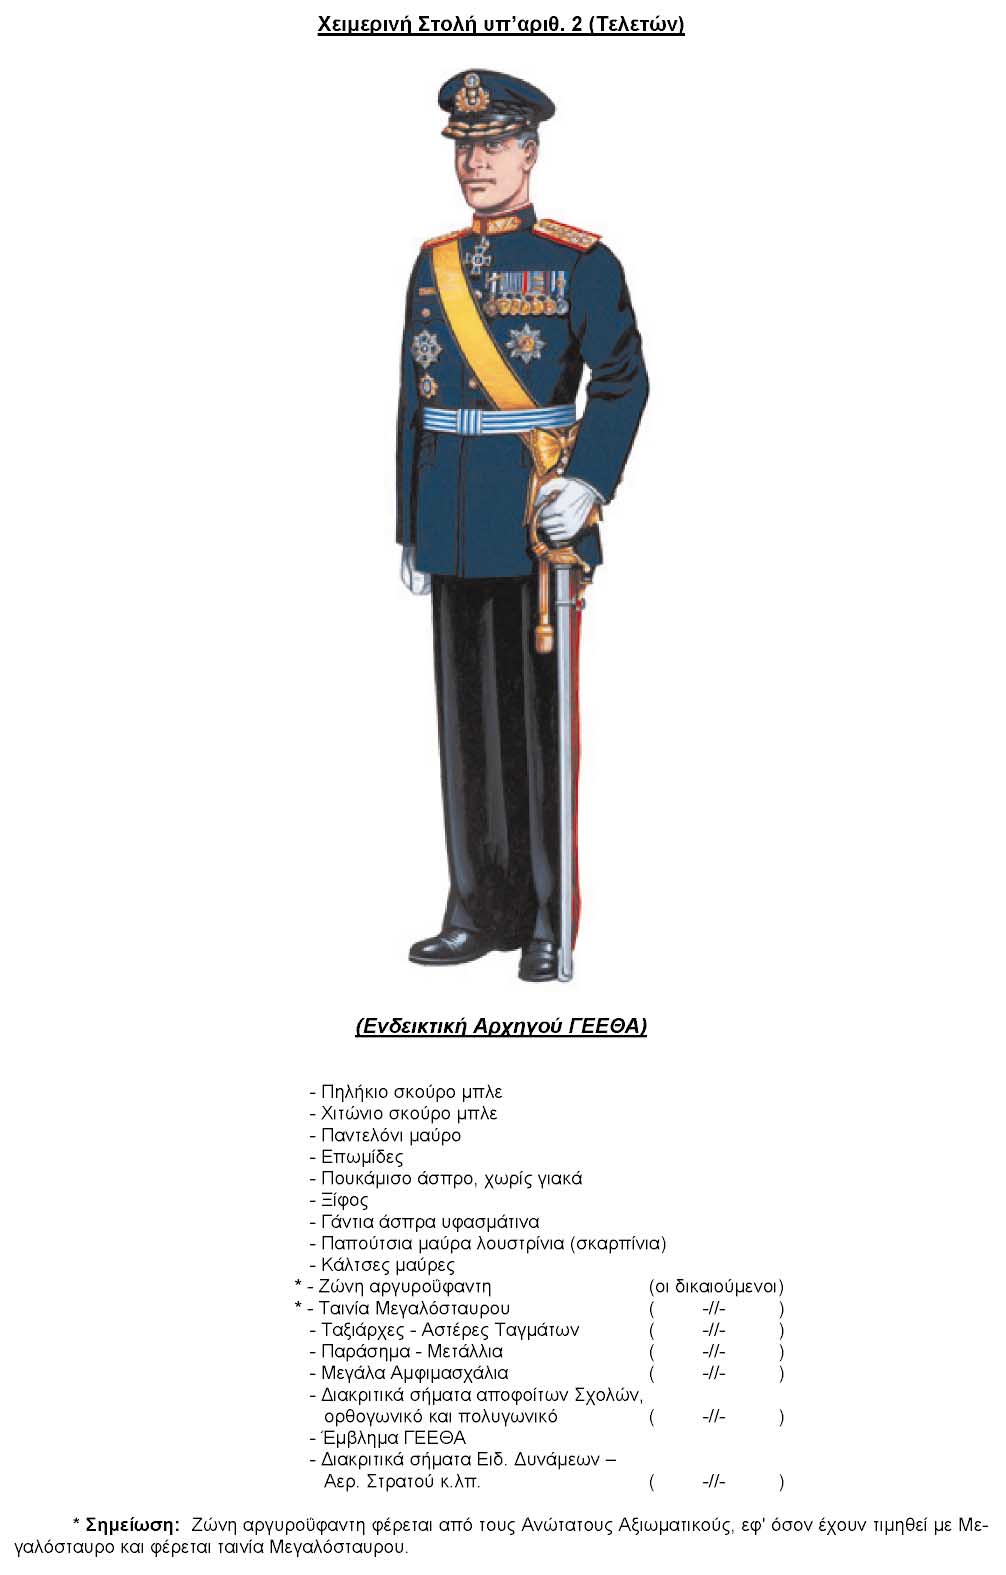 Χειμερινή Στολή υπ’αριθ. 2 (Τελετών)
(Ενδεικτική Αρχηγού ΓΕΕΘΑ)
- Πηλήκιο σκούρο μπλε
- Χιτώνιο σκούρο μπλε
- Παντελόνι μαύρο
- Επωμίδες
- Πουκάμισο άσπρο, χωρίς γιακά
- Ξίφος
- Γάντια άσπρα υφασμάτινα
- Παπούτσια μαύρα λουστρίνια (σκαρπίνια)
- Κάλτσες μαύρες
* - Ζώνη αργυροΰφαντη (οι δικαιούμενοι)
* - Ταινία Μεγαλόσταυρου ( -//- )
- Ταξιάρχες - Αστέρες Ταγμάτων ( -//- )
- Παράσημα - Μετάλλια ( -//- )
- Μεγάλα Αμφιμασχάλια ( -//- )
- Διακριτικά σήματα αποφοίτων Σχολών,
ορθογωνικό και πολυγωνικό ( -//- )
- Έμβλημα ΓΕΕΘΑ
- Διακριτικά σήματα Ειδ. Δυνάμεων –
Αερ. Στρατού κ.λπ. ( -//- )
* Σημείωση: Ζώνη αργυροΰφαντη φέρεται από τους Ανώτατους Αξιωματικούς, εφ' όσον έχουν τιμηθεί με Με-
γαλόσταυρο και φέρεται ταινία Μεγαλόσταυρου.